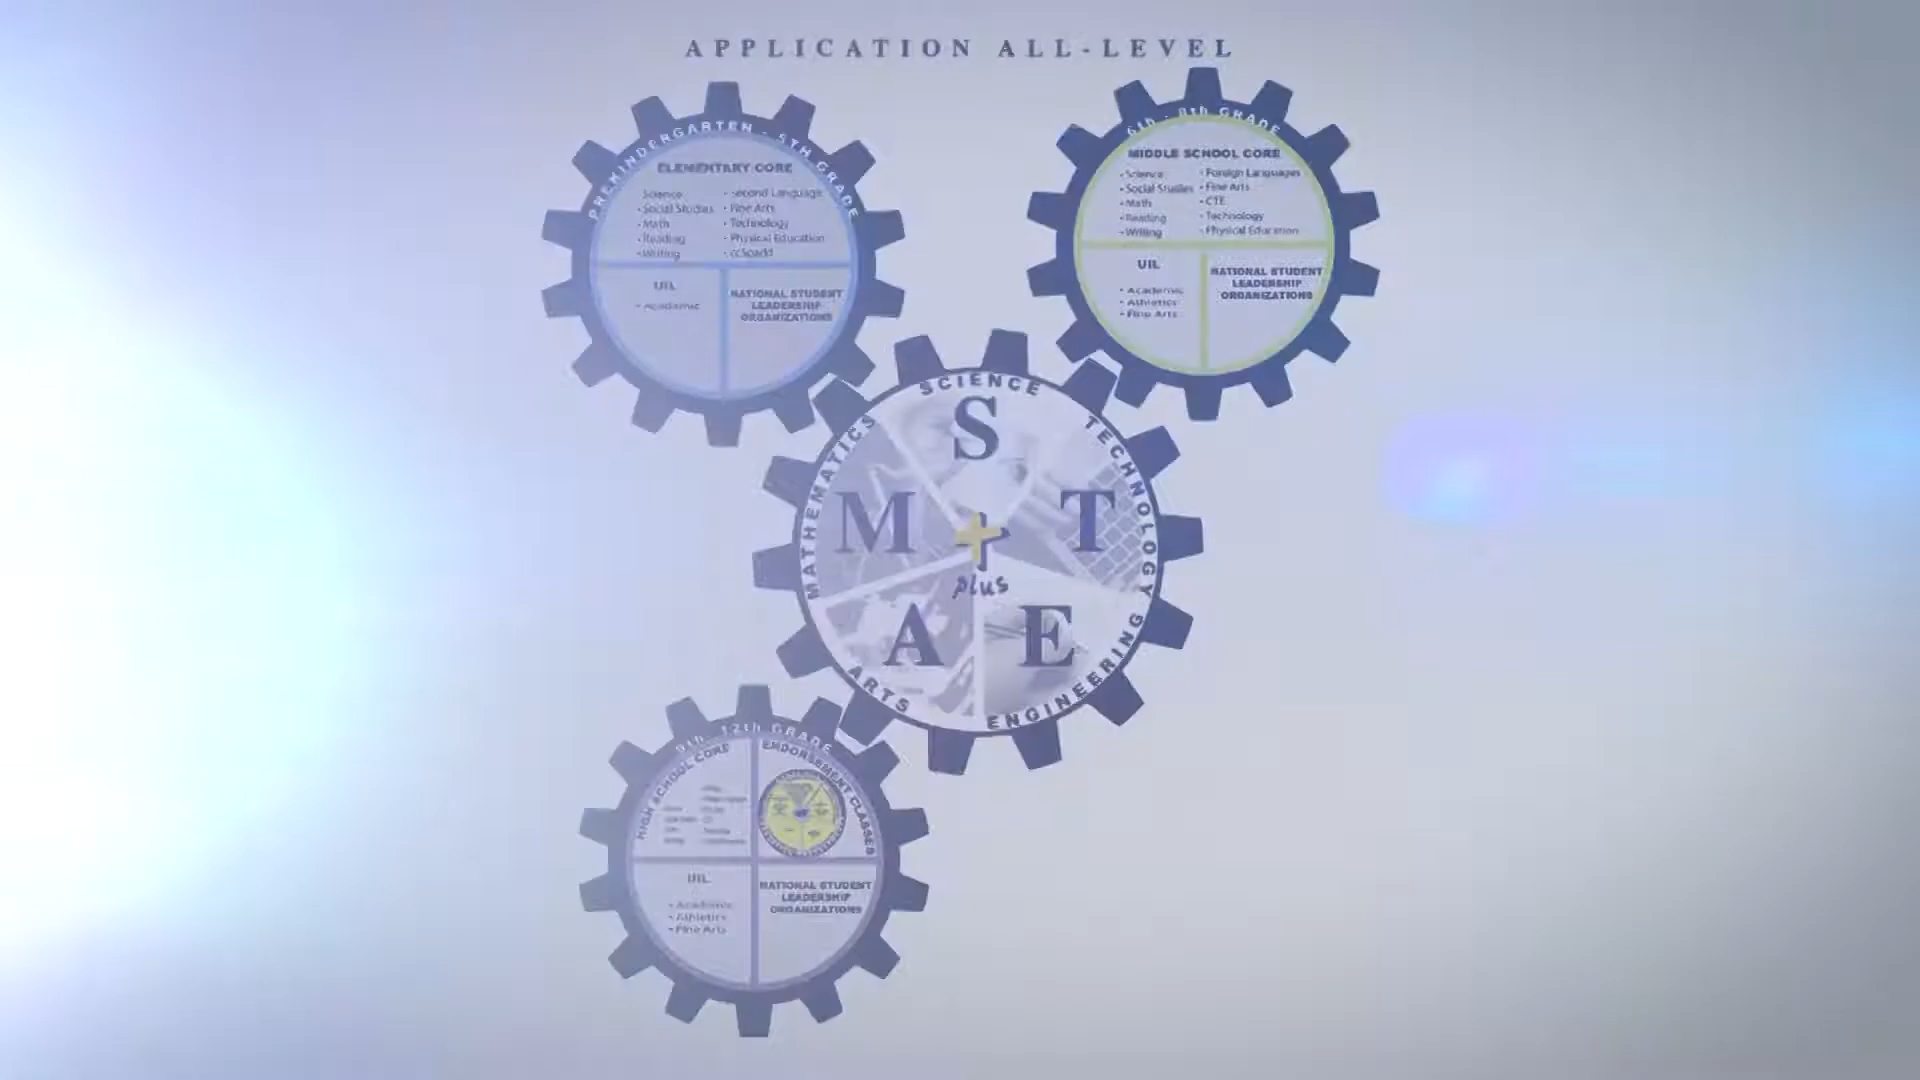 APPLICATION ALL-LEVEL
PREKINDERGARTEN - 5TH GRADE
ELEMENTARY CORE
• Science
• Social Studies
• Math
• Reading
• Writing
• Second Language
• Fine Arts
• Technology
• Physical Education
UIL
• Academic
NATIONAL STUDENT
LEADERSHIP
ORGANIZATIONS
6th - 8th GRADE
MIDDLE SCHOOL CORE
• Science
• Social Studies
• Math
• Reading
• Writing
• Foreign Languages
• Fine Arts
• CTE
• Technology
• Physical Education
UIL
• Academic
• Athletics
• Fine Arts
NATIONAL STUDENT
LEADERSHIP
ORGANIZATIONS
SCIENCE
TECHNOLOGY
ENGINEERING
ARTS
MATHEMATICS
S
T
E
A
M
+
plus
9th - 12th GRADE
HIGH SCHOOL CORE
ENDORSEMENT CLASSES
UIL
• Academic
• Athletics
• Fine Arts
NATIONAL STUDENT
LEADERSHIP
ORGANIZATIONS